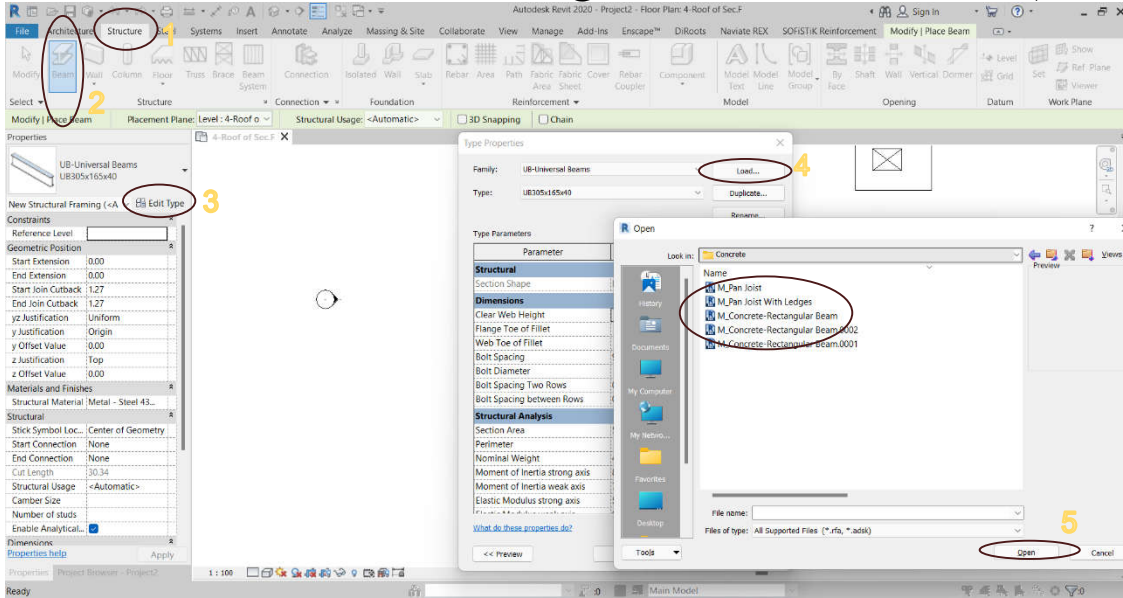 Autodesk Revit 2020 - Project2 - Floor Plan: 4-Roof of Sec.F
Sign In
File Architecture Structure Systems Insert Annotate Analyze Massing & Site Collaborate View Manage Add-Ins Enscape™ DiRoots Naviate REX SOFiSTiK Reinforcement Modify | Place Beam
1
Modify Beam Wall Column Floor Truss Brace Beam System Connection Isolated Wall Slab Rebar Area Path Fabric Area Fabric Sheet Cover Rebar Coupler Component Model Text Model Line Model Group By Face Shaft Wall Vertical Dormer Level Grid Set Show Ref Plane Viewer
2
Select Structure Connection Foundation Reinforcement Model Opening Datum Work Plane
Modify | Place Beam Placement Plane: Level : 4-Roof o Structural Usage: <Automatic> 3D Snapping Chain
Properties
4-Roof of Sec.F X
UB-Universal Beams
UB305x165x40
New Structural Framing (<A Edit Type
3
Constraints
Reference Level
Geometric Position
Start Extension 0.00
End Extension 0.00
Start Join Cutback 1.27
End Join Cutback 1.27
yz Justification Uniform
y Justification Origin
y Offset Value 0.00
z Justification Top
z Offset Value 0.00
Materials and Finishes
Structural Material Metal - Steel 43...
Structural
Stick Symbol Loc... Center of Geometry
Start Connection None
End Connection None
Cut Length 30.34
Structural Usage <Automatic>
Camber Size
Number of studs
Enable Analytical...
Dimensions
Properties help Apply
Properties Project Browser - Project2
1 : 100
Ready
:0 Main Model
:0
Type Properties
Family: UB-Universal Beams Load...
4
Type: UB305x165x40 Duplicate...
Rename...
Type Parameters
Parameter
Structural
Section Shape
Dimensions
Clear Web Height
Flange Toe of Fillet
Web Toe of Fillet
Bolt Spacing
Bolt Diameter
Bolt Spacing Two Rows
Bolt Spacing between Rows
Structural Analysis
Section Area
Perimeter
Nominal Weight
Moment of Inertia strong axis
Moment of Inertia weak axis
Elastic Modulus strong axis
What do these properties do?
<< Preview
Open ?
Look in: Concrete Views
Name
Preview
M_Pan Joist
M_Pan Joist With Ledges
M_Concrete-Rectangular Beam
M_Concrete-Rectangular Beam.0002
M_Concrete-Rectangular Beam.0001
History
Documents
My Computer
My Netwo...
Favorites
Desktop
File name:
Files of type: All Supported Files (*.rfa, *.adsk)
5
Tools Open Cancel